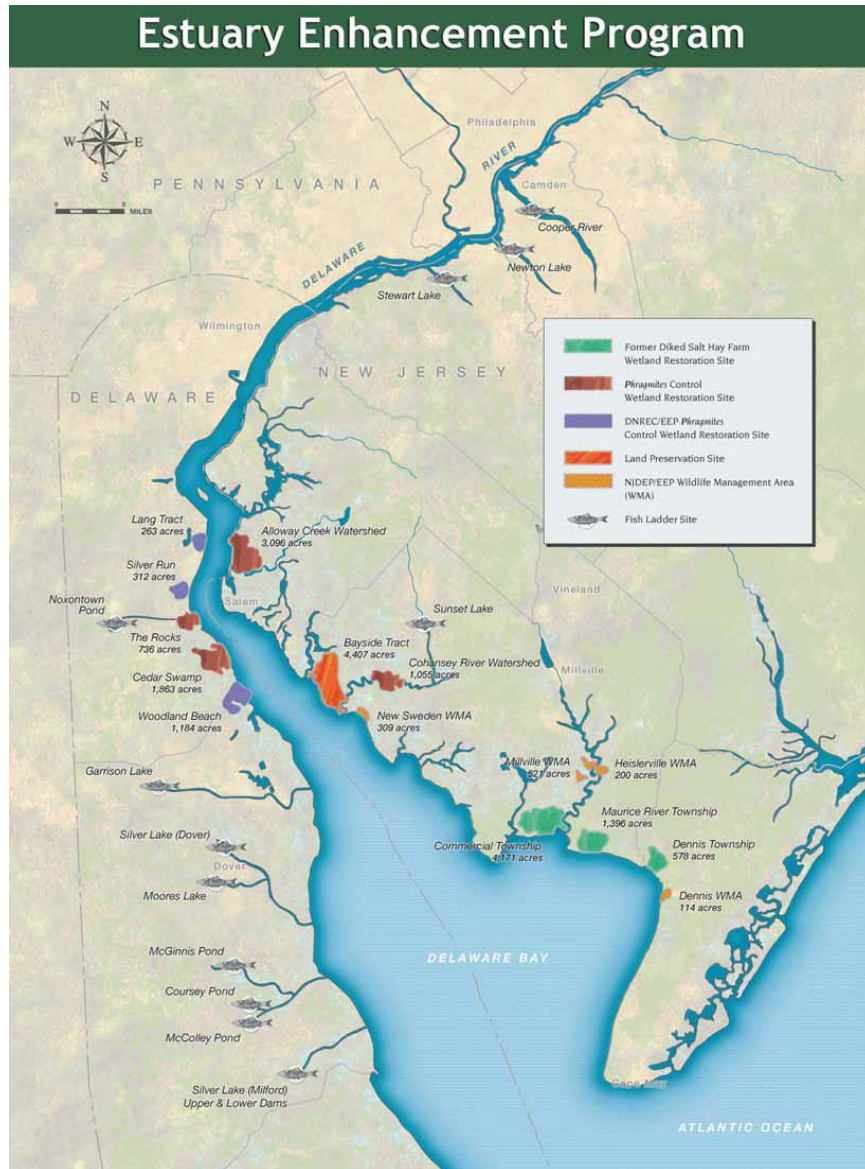 Estuary Enhancement Program
N
W
E
S
0
MILES
Philadelphia
PENNSYLVANIA
DELAWARE
RIVER
Camden
Cooper River
Newton Lake
Stewart Lake
Wilmington
NEW JERSEY
DELAWARE
Former Diked Salt Hay Farm
Wetland Restoration Site
Phragmites Control
Wetland Restoration Site
DNREC/EEP Phragmites
Control Wetland Restoration Site
Land Preservation Site
NJDEP/EEP Wildlife Management Area
(WMA)
Fish Ladder Site
Lang Tract
263 acres
Alloway Creek Watershed
3,096 acres
Silver Run
312 acres
Noxontown
Pond
Salem
Sunset Lake
Vineland
The Rocks
736 acres
Bayside Tract
4,407 acres
Cohansey River Watershed
1,055 acres
Millville
Cedar Swamp
1,863 acres
Woodland Beach
1,184 acres
New Sweden WMA
309 acres
Garrison Lake
Millville WMA
521 acres
Heislerville WMA
200 acres
Maurice River Township
1,396 acres
Silver Lake (Dover)
Dover
Commercial Township
4,171 acres
Dennis Township
578 acres
Moores Lake
Dennis WMA
114 acres
McGinnis Pond
DELAWARE BAY
Coursey Pond
McColley Pond
Silver Lake (Milford)
Upper & Lower Dams
Cape May
ATLANTIC OCEAN